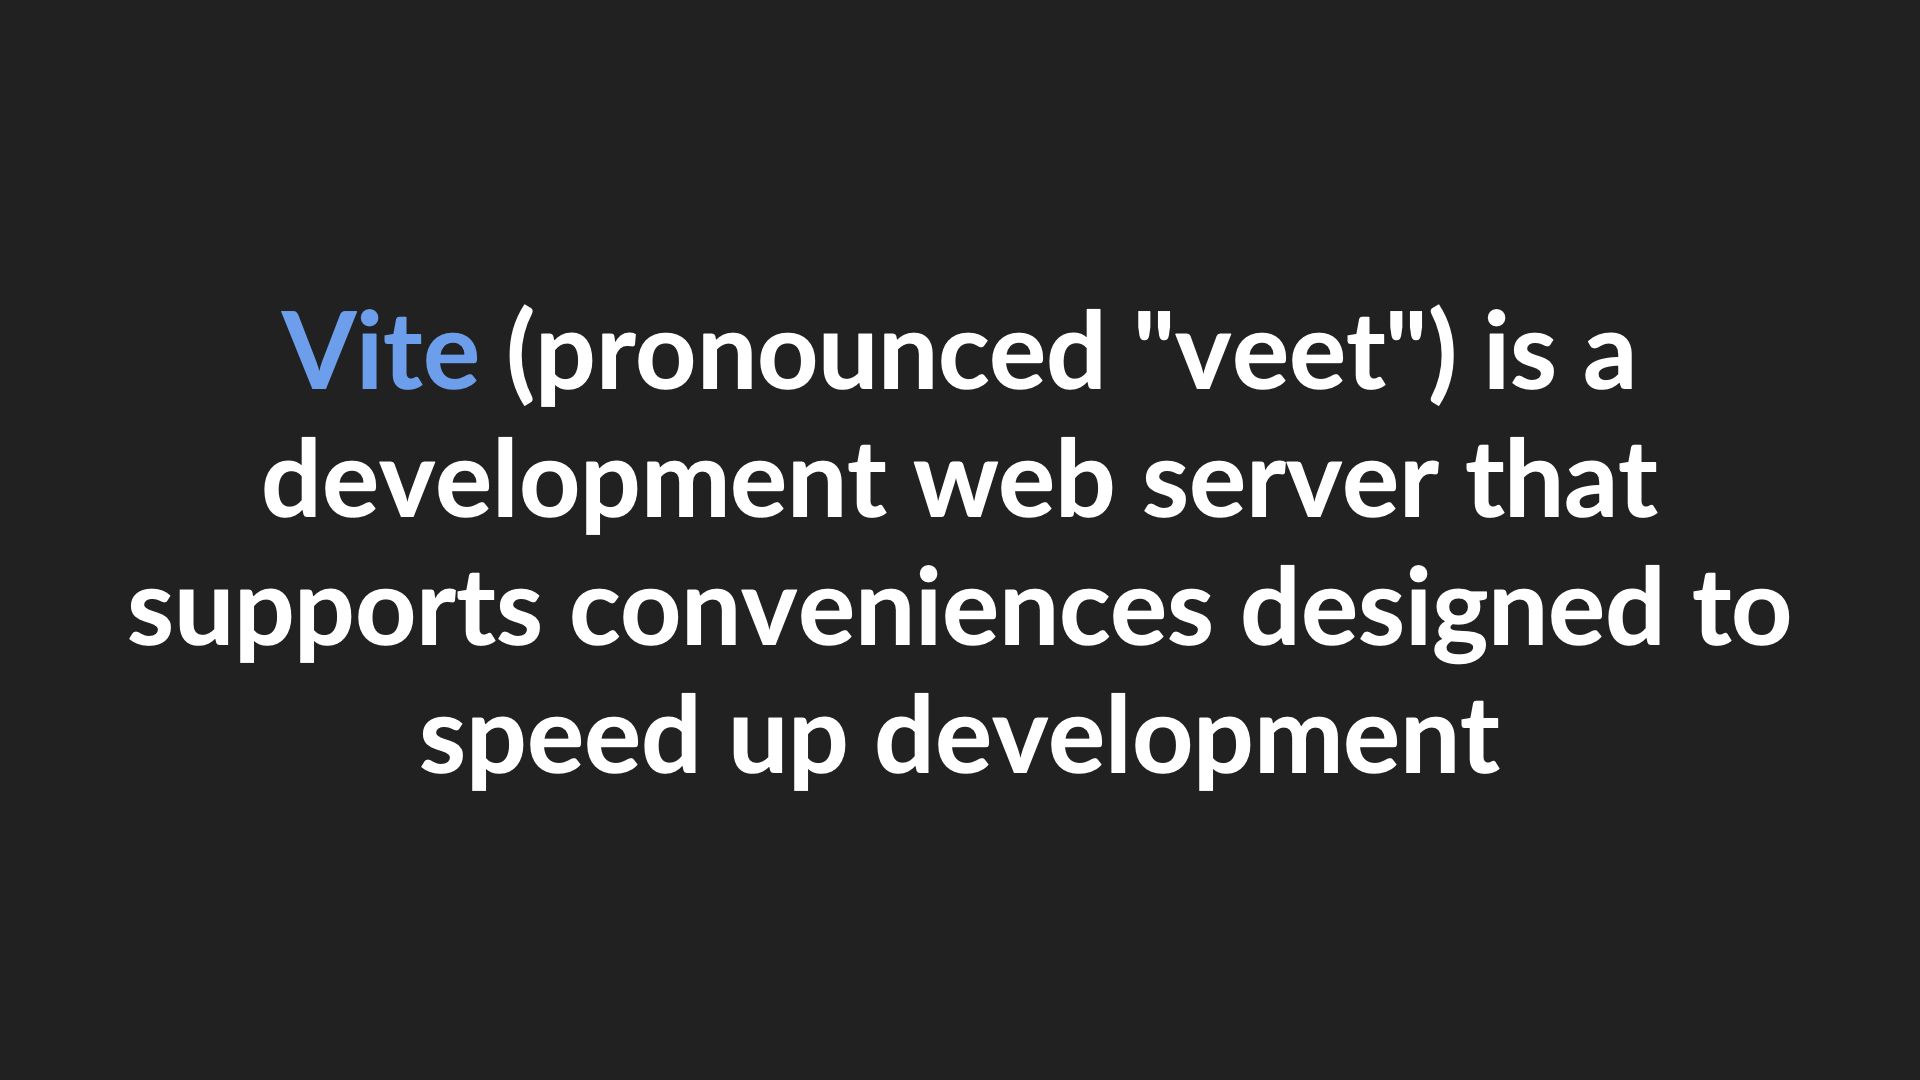 Vite (pronounced "veet") is a
development web server that
supports conveniences designed to
speed up development